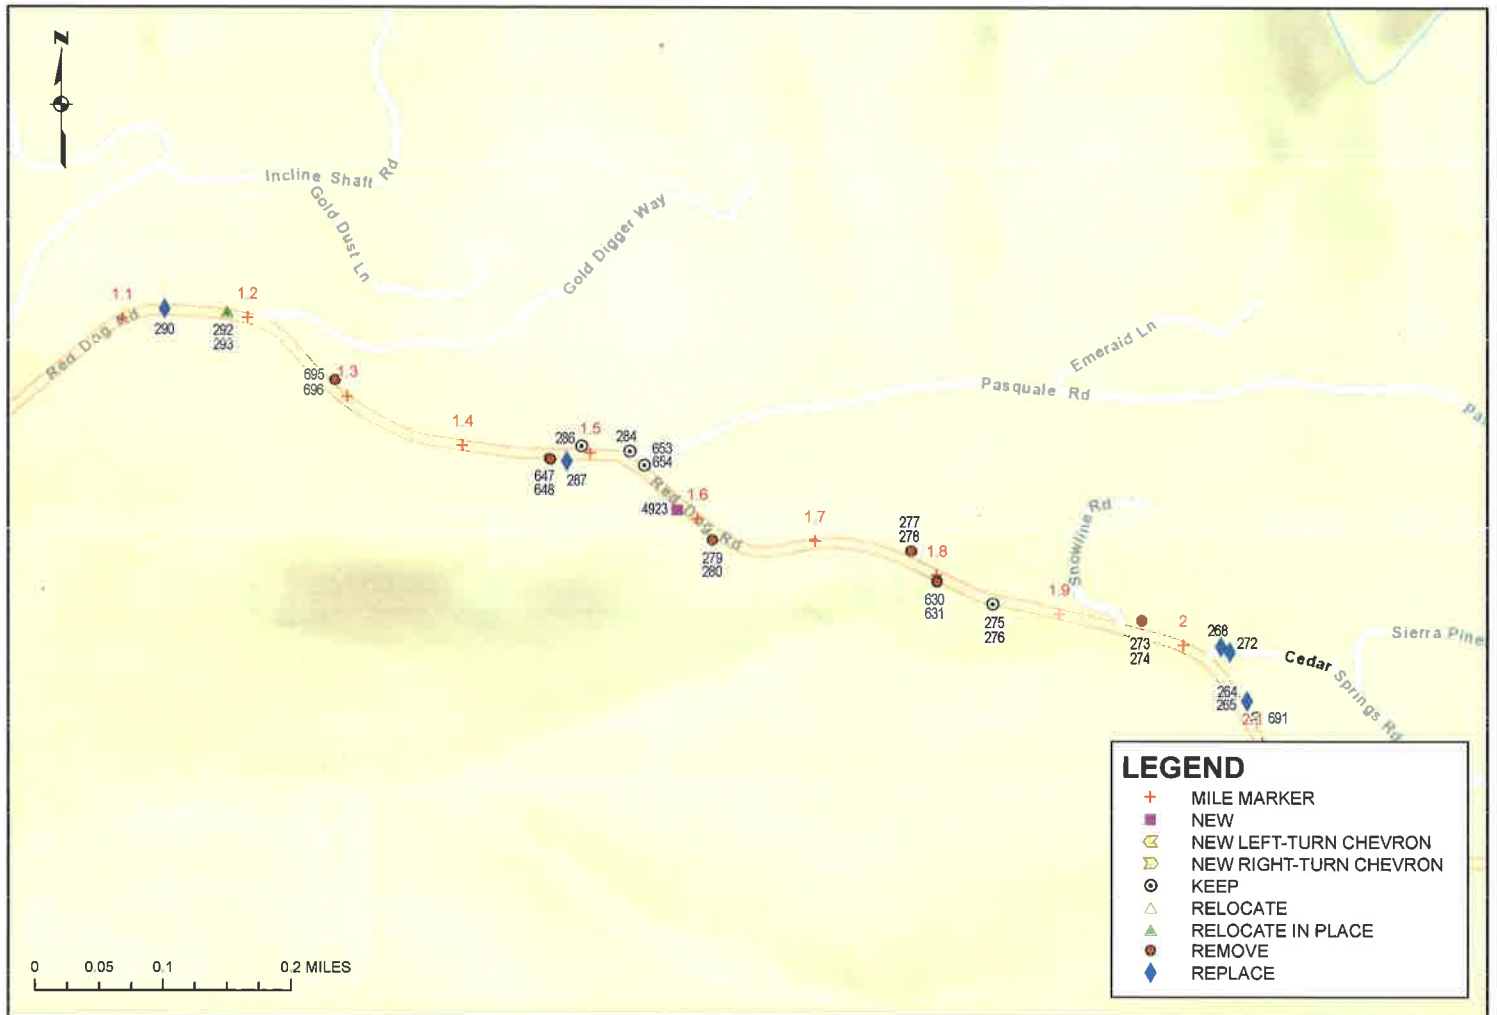 N
Incline Shaft Rd
Gold Dust Ln
Gold Digger Way
1.1
1.2
290
292
293
Red Dog Rd
695
696
1.3
1.4
Emerald Ln
Pasquale Rd
286
1.5
284
653
654
647
648
287
4923
1.6
Red Dog Rd
279
280
1.7
277
278
1.8
630
631
275
276
1.9
Snowline Rd
273
274
2
268
272
Cedar Springs Rd
Sierra Pine
264
265
2.1
691
LEGEND
MILE MARKER
NEW
NEW LEFT-TURN CHEVRON
NEW RIGHT-TURN CHEVRON
KEEP
RELOCATE
RELOCATE IN PLACE
REMOVE
REPLACE
0 0.05 0.1 0.2 MILES